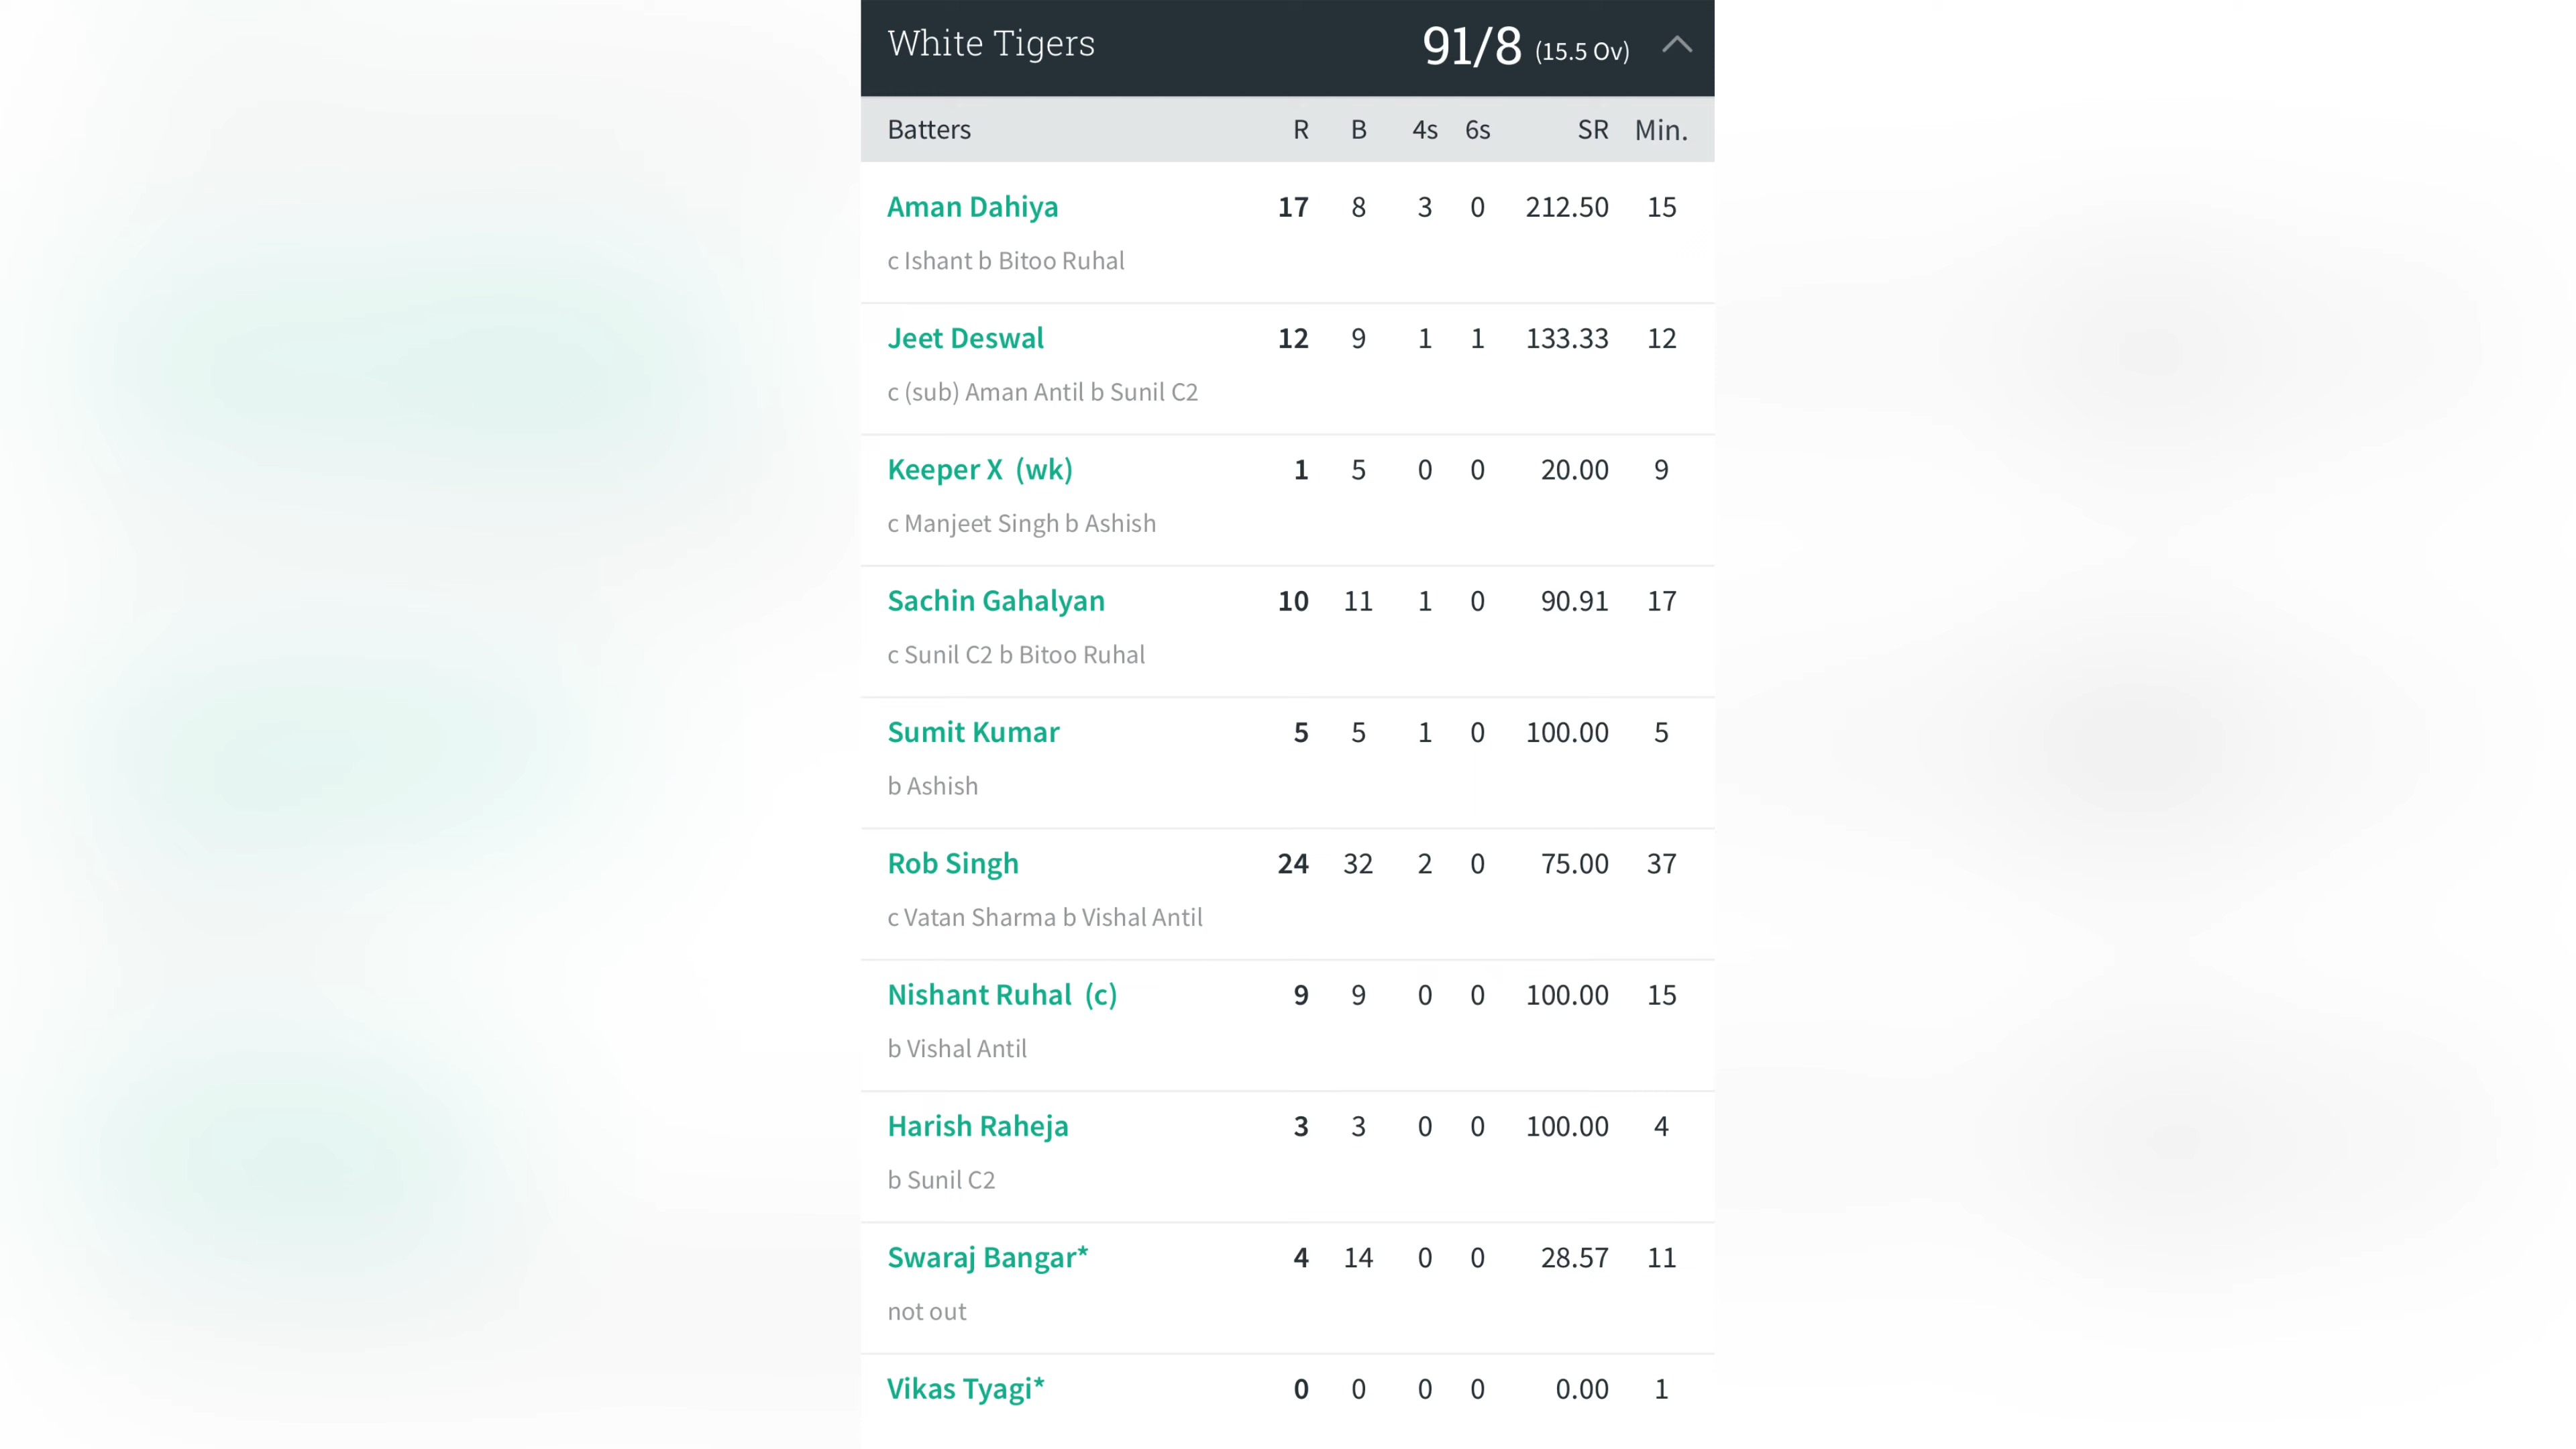 White Tigers 91/8 (15.5 Ov)
Batters R B 4s 6s SR Min.
Aman Dahiya 17 8 3 0 212.50 15
c Ishant b Bitoo Ruhal
Jeet Deswal 12 9 1 1 133.33 12
c (sub) Aman Antil b Sunil C2
Keeper X (wk) 1 5 0 0 20.00 9
c Manjeet Singh b Ashish
Sachin Gahalyan 10 11 1 0 90.91 17
c Sunil C2 b Bitoo Ruhal
Sumit Kumar 5 5 1 0 100.00 5
b Ashish
Rob Singh 24 32 2 0 75.00 37
c Vatan Sharma b Vishal Antil
Nishant Ruhal (c) 9 9 0 0 100.00 15
b Vishal Antil
Harish Raheja 3 3 0 0 100.00 4
b Sunil C2
Swaraj Bangar* 4 14 0 0 28.57 11
not out
Vikas Tyagi* 0 0 0 0 0.00 1